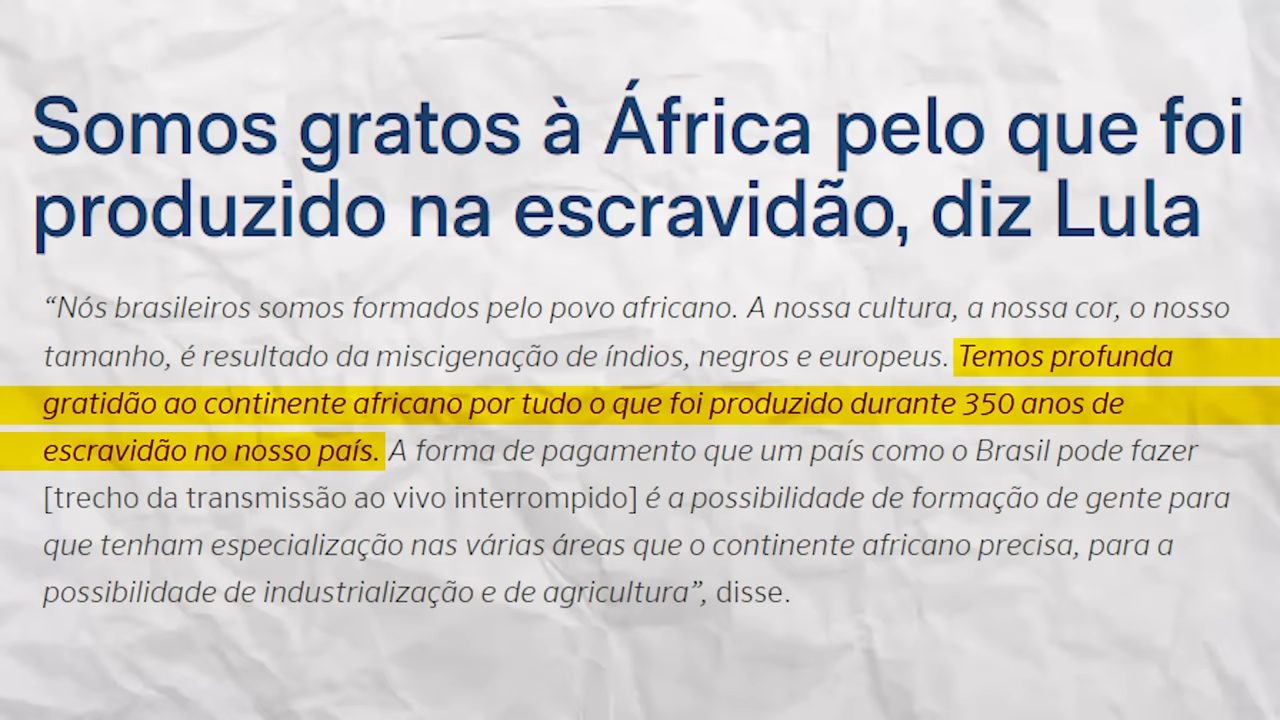 Somos gratos à África pelo que foi
produzido na escravidão, diz Lula
“Nós brasileiros somos formados pelo povo africano. A nossa cultura, a nossa cor, o nosso
tamanho, é resultado da miscigenação de índios, negros e europeus. Temos profunda
gratidão ao continente africano por tudo o que foi produzido durante 350 anos de
escravidão no nosso país. A forma de pagamento que um país como o Brasil pode fazer
[trecho da transmissão ao vivo interrompido] é a possibilidade de formação de gente para
que tenham especialização nas várias áreas que o continente africano precisa, para a
possibilidade de industrialização e de agricultura”, disse.